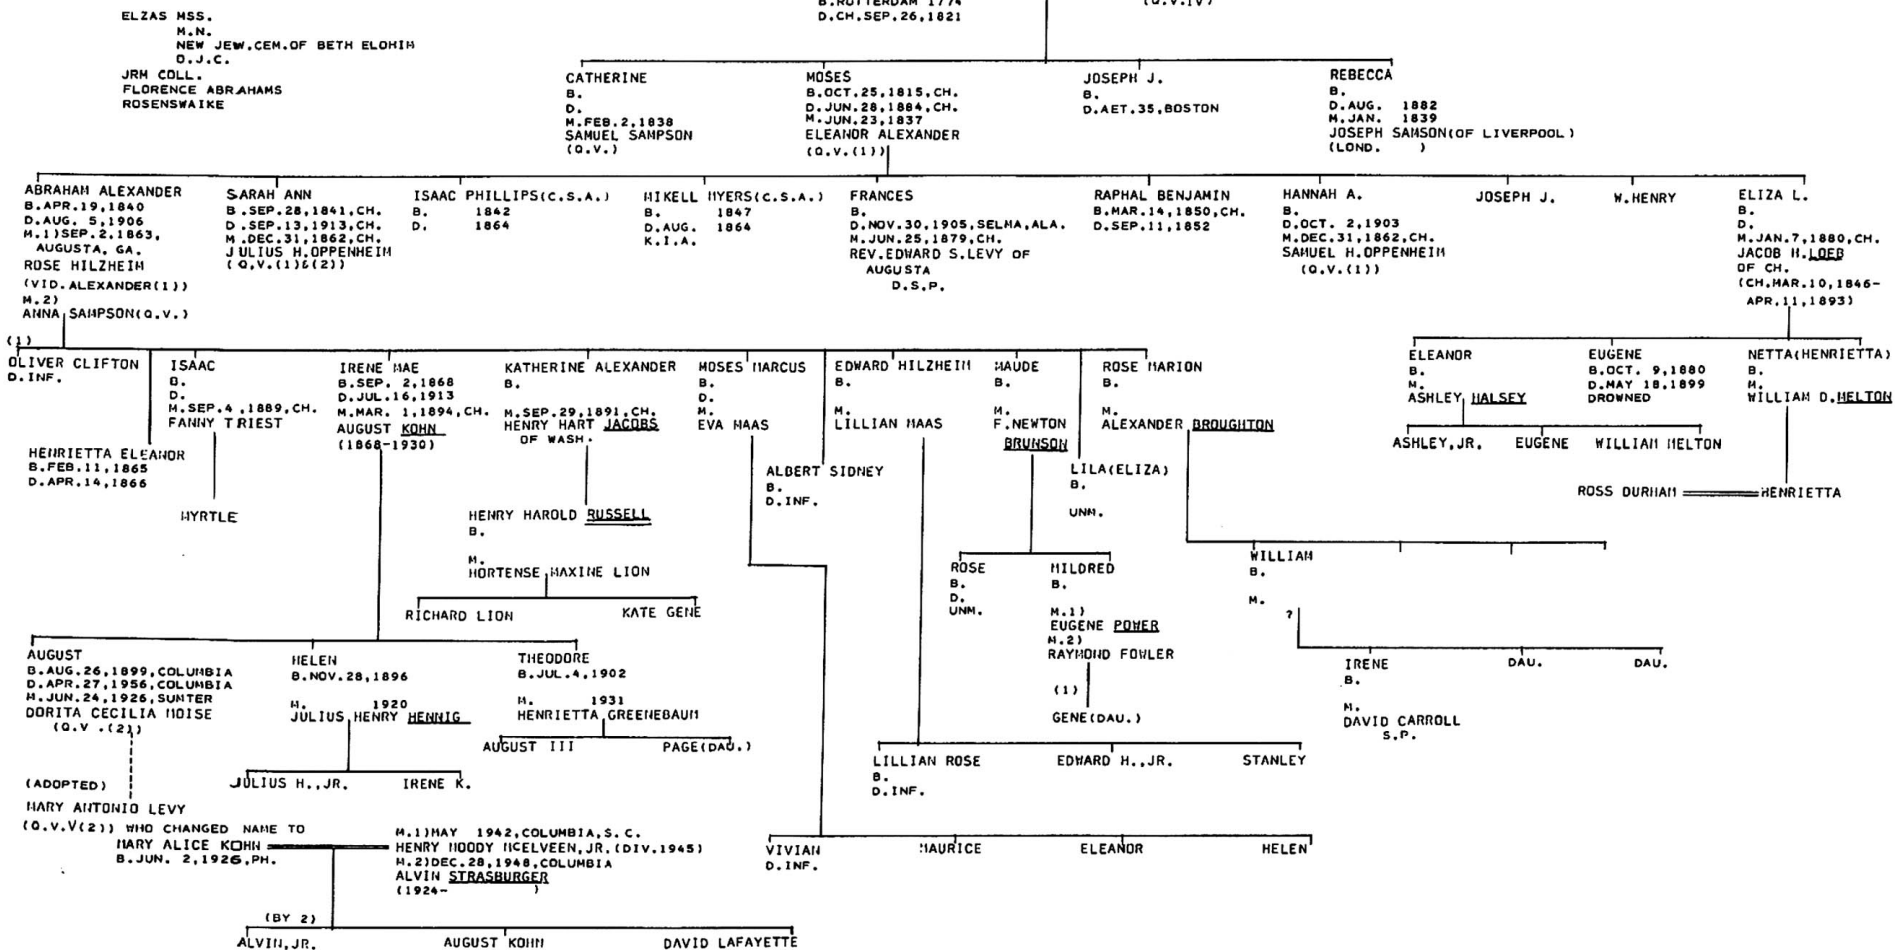 B.ROTTERDAM 1774
(Q.V.IV)
D.CH.SEP.26,1821
ELZAS MSS.
M.N.
NEW JEW.CEM.OF BETH ELOHIM
D.J.C.
JRM COLL.
FLORENCE ABRAHAMS
ROSENSWAIKE
CATHERINE
B.
D.
M.FEB.2,1838
SAMUEL SAMPSON
(Q.V.)
MOSES
B.OCT.25,1815,CH.
D.JUN.28,1884,CH.
M.JUN.23,1837
ELEANOR ALEXANDER
(Q.V.(1))
JOSEPH J.
B.
D.AET.35,BOSTON
REBECCA
B.
D.AUG. 1882
M.JAN. 1839
JOSEPH SAMSON(OF LIVERPOOL)
(LOND. )
ABRAHAM ALEXANDER
B.APR.19,1840
D.AUG. 5,1906
M.1)SEP.2,1863,
AUGUSTA, GA.
ROSE HILZHEIM
(VID.ALEXANDER(1))
M.2)
ANNA SAMPSON(Q.V.)
SARAH ANN
B.SEP.28,1841,CH.
D.SEP.13,1913,CH.
M.DEC.31,1862,CH.
JULIUS H.OPPENHEIM
(Q.V.(1)&(2))
ISAAC PHILLIPS(C.S.A.)
B. 1842
D. 1864
MIKELL MYERS(C.S.A.)
B. 1847
D.AUG. 1864
K.I.A.
FRANCES
B.
D.NOV.30,1905,SELMA,ALA.
M.JUN.25,1879,CH.
REV.EDWARD S.LEVY OF
AUGUSTA
D.S.P.
RAPHAL BENJAMIN
B.MAR.14,1850,CH.
D.SEP.11,1852
HANNAH A.
B.
D.OCT. 2,1903
M.DEC.31,1862,CH.
SAMUEL H.OPPENHEIM
(Q.V.(1))
JOSEPH J.
W.HENRY
ELIZA L.
B.
D.
M.JAN.7,1880,CH.
JACOB H.LOEB
OF CH.
(CH.MAR.10,1846-
APR.11,1893)
(1)
OLIVER CLIFTON
D.INF.
HENRIETTA ELEANOR
B.FEB.11,1865
D.APR.14,1866
ISAAC
B.
D.
M.SEP.4,1889,CH.
FANNY TRIEST
MYRTLE
IRENE MAE
B.SEP. 2,1868
D.JUL.16,1913
M.MAR. 1,1894,CH.
AUGUST KOHN
(1868-1930)
KATHERINE ALEXANDER
B.
M.SEP.29,1891,CH.
HENRY HART JACOBS
OF WASH.
HENRY HAROLD RUSSELL
B.
M.
HORTENSE MAXINE LION
RICHARD LION
KATE GENE
MOSES MARCUS
B.
D.
M.
EVA MAAS
ALBERT SIDNEY
B.
D.INF.
EDWARD HILZHEIM
B.
M.
LILLIAN MAAS
MAUDE
B.
M.
F.NEWTON
BRUNSON
LILA(ELIZA)
B.
UNM.
ROSE MARION
B.
M.
ALEXANDER BROUGHTON
ELEANOR
B.
M.
ASHLEY HALSEY
ASHLEY,JR.
EUGENE
WILLIAM MELTON
EUGENE
B.OCT. 9,1880
D.MAY 18,1899
DROWNED
NETTA(HENRIETTA)
B.
M.
WILLIAM D.MELTON
ROSS DURHAM
HENRIETTA
ROSE
B.
D.
UNM.
MILDRED
B.
M.1)
EUGENE POWER
M.2)
RAYMOND FOWLER
(1)
GENE(DAU.)
WILLIAM
B.
M.
?
IRENE
B.
M.
DAVID CARROLL
S.P.
DAU.
DAU.
AUGUST
B.AUG.26,1899,COLUMBIA
D.APR.27,1956,COLUMBIA
M.JUN.24,1926,SUMTER
DORITA CECILIA MOISE
(Q.V.(2))
HELEN
B.NOV.28,1896
M. 1920
JULIUS HENRY HENNIG
JULIUS H.,JR.
IRENE K.
THEODORE
B.JUL.4,1902
M. 1931
HENRIETTA GREENEBAUM
AUGUST III
PAGE(DAU.)
LILLIAN ROSE
B.
D.INF.
EDWARD H.,JR.
STANLEY
(ADOPTED)
MARY ANTONIO LEVY
(Q.V.V(2)) WHO CHANGED NAME TO
MARY ALICE KOHN
B.JUN. 2,1926,PH.
M.1)MAY 1942,COLUMBIA,S.C.
HENRY MOODY MCELVEEN,JR.(DIV.1945)
M.2)DEC.28,1948,COLUMBIA
ALVIN STRASBURGER
(1924- )
VIVIAN
D.INF.
MAURICE
ELEANOR
HELEN
(BY 2)
ALVIN,JR.
AUGUST KOHN
DAVID LAFAYETTE